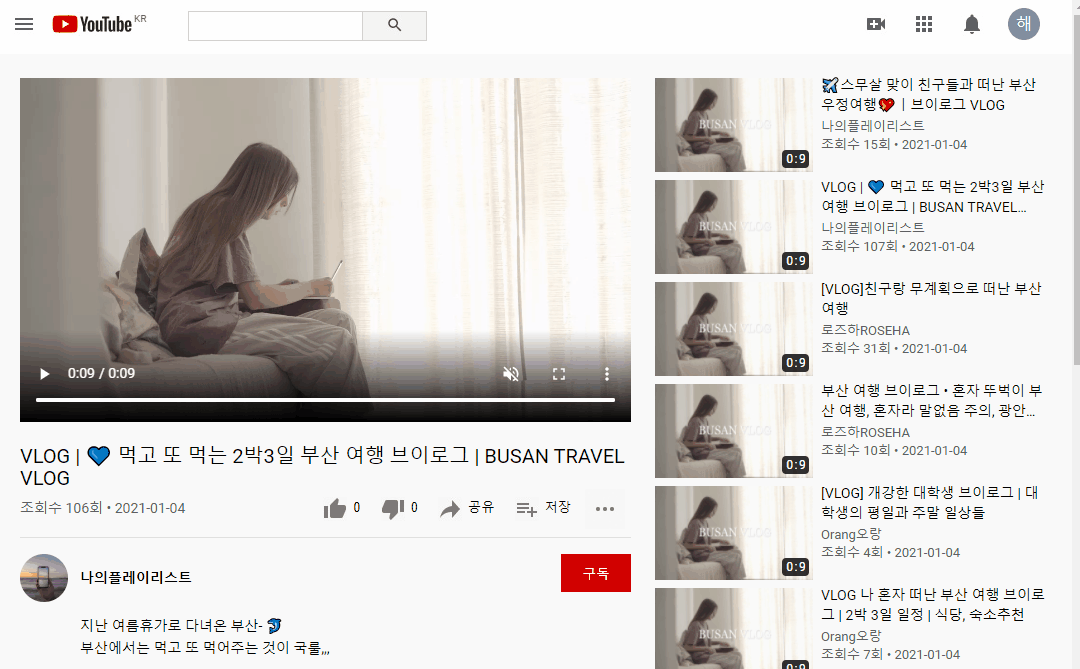 YouTube KR
해
0:09 / 0:09
VLOG | 💙 먹고 또 먹는 2박3일 부산 여행 브이로그 | BUSAN TRAVEL
VLOG
조회수 106회 • 2021-01-04
0
0
공유
저장
나의플레이리스트
구독
지난 여름휴가로 다녀온 부산- 🐬
부산에서는 먹고 또 먹어주는 것이 국룰,,,
BUSAN VLOG
0:9
✈️스무살 맞이 친구들과 떠난 부산
우정여행💖 | 브이로그 VLOG
나의플레이리스트
조회수 15회 • 2021-01-04
BUSAN VLOG
0:9
VLOG | 💙 먹고 또 먹는 2박3일 부산
여행 브이로그 | BUSAN TRAVEL...
나의플레이리스트
조회수 107회 • 2021-01-04
BUSAN VLOG
0:9
[VLOG]친구랑 무계획으로 떠난 부산
여행
로즈하ROSEHA
조회수 31회 • 2021-01-04
BUSAN VLOG
0:9
부산 여행 브이로그 • 혼자 뚜벅이 부
산 여행, 혼자라 말없음 주의, 광안...
로즈하ROSEHA
조회수 10회 • 2021-01-04
BUSAN VLOG
0:9
[VLOG] 개강한 대학생 브이로그 | 대
학생의 평일과 주말 일상들
Orang오랑
조회수 4회 • 2021-01-04
BUSAN VLOG
0:9
VLOG 나 혼자 떠난 부산 여행 브이로
그 | 2박 3일 일정 | 식당, 숙소추천
Orang오랑
조회수 7회 • 2021-01-04